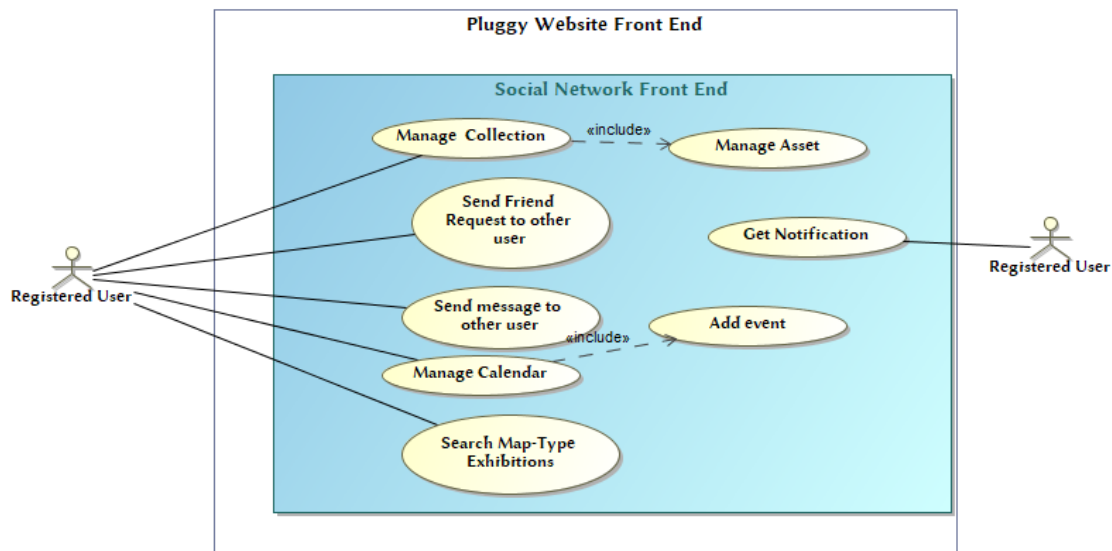 Pluggy Website Front End
Social Network Front End
Manage  Collection
«include»
Manage Asset
Send Friend
Request to other
user
Get Notification
Registered User
Registered User
Send message to
other user
«include»
Add event
Manage Calendar
Search Map-Type
Exhibitions